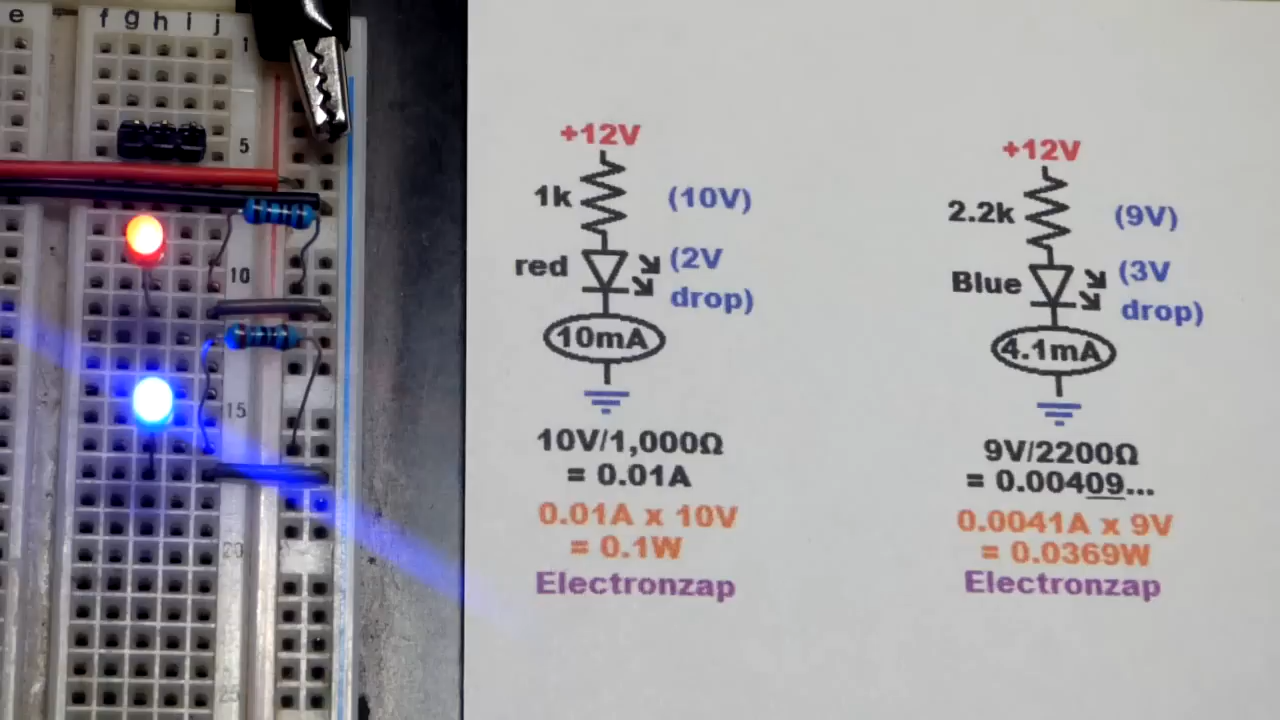 e
f g h i j
1
5
10
15
20
25
+12V
1k
(10V)
red
(2V
drop)
10mA
10V/1,000Ω
= 0.01A
0.01A x 10V
= 0.1W
Electronzap
+12V
2.2k
(9V)
Blue
(3V
drop)
4.1mA
9V/2200Ω
= 0.00409...
0.0041A x 9V
= 0.0369W
Electronzap